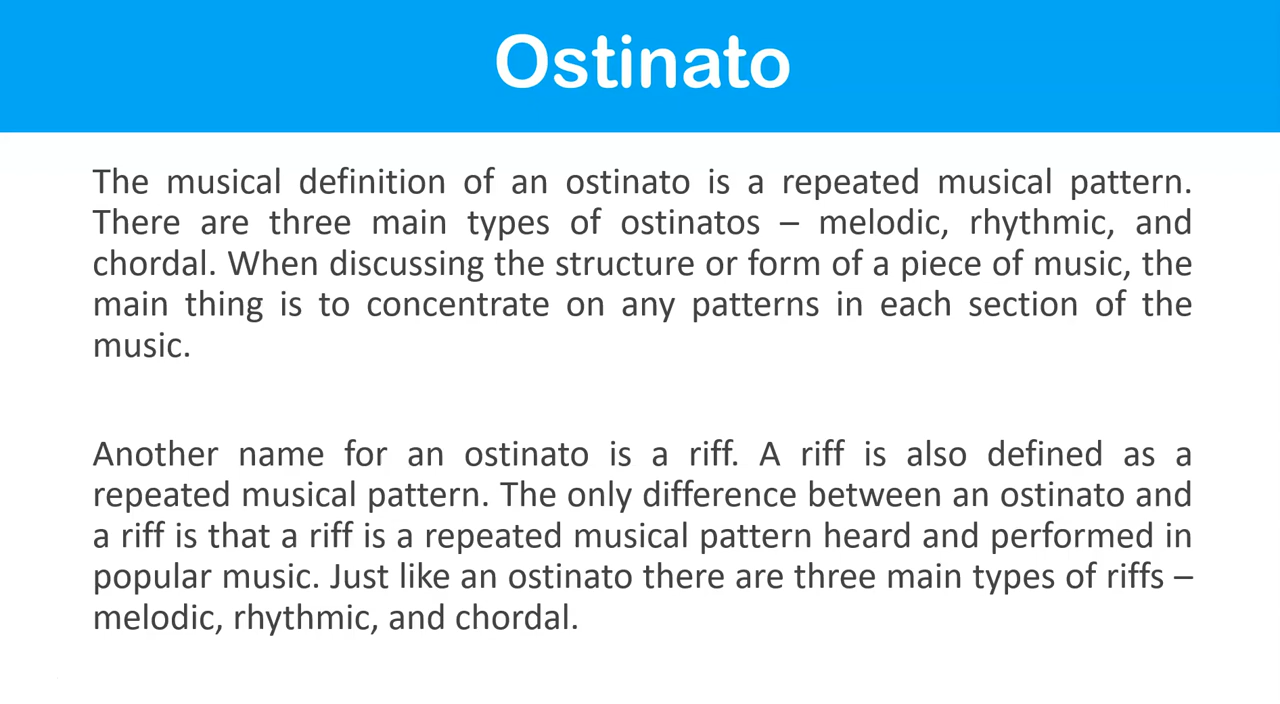 Ostinato
The musical definition of an ostinato is a repeated musical pattern.
There are three main types of ostinatos – melodic, rhythmic, and
chordal. When discussing the structure or form of a piece of music, the
main thing is to concentrate on any patterns in each section of the
music.
Another name for an ostinato is a riff. A riff is also defined as a
repeated musical pattern. The only difference between an ostinato and
a riff is that a riff is a repeated musical pattern heard and performed in
popular music. Just like an ostinato there are three main types of riffs –
melodic, rhythmic, and chordal.